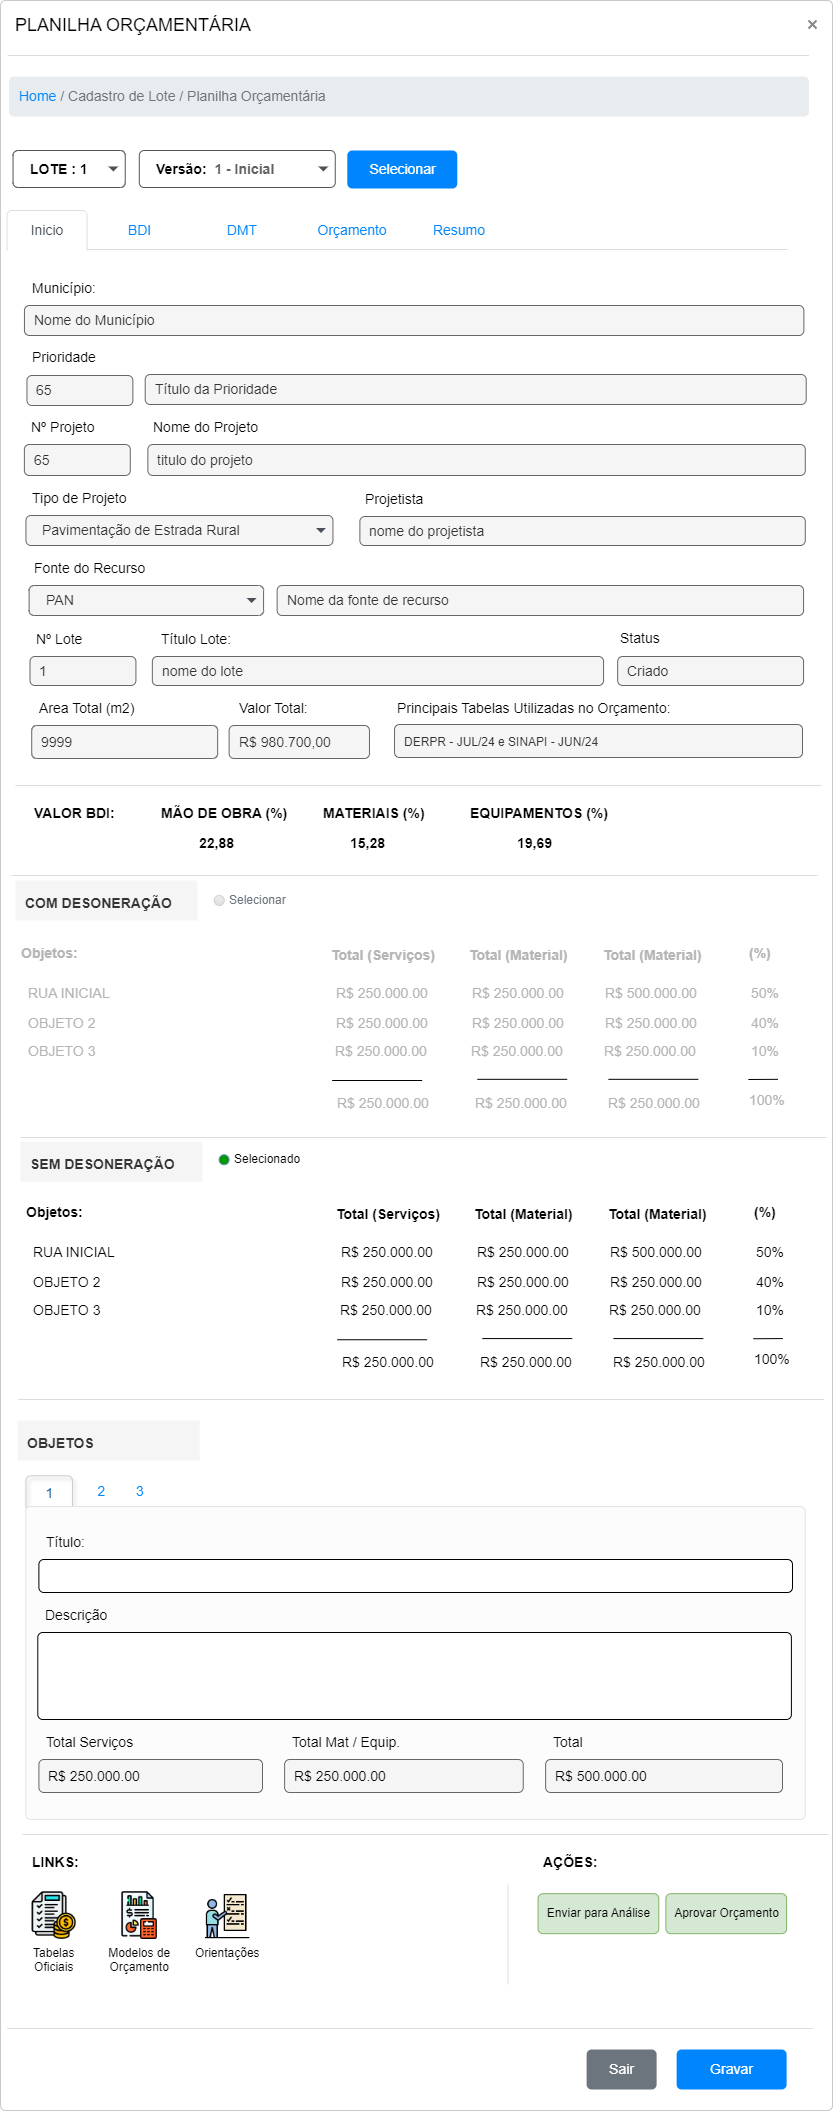 PLANILHA ORÇAMENTÁRIA ×
Home / Cadastro de Lote / Planilha Orçamentária
LOTE : 1 Versão: 1 - Inicial Selecionar
Inicio BDI DMT Orçamento Resumo
Município:
Nome do Município
Prioridade
65 Título da Prioridade
Nº Projeto Nome do Projeto
65 titulo do projeto
Tipo de Projeto Projetista
Pavimentação de Estrada Rural nome do projetista
Fonte do Recurso
PAN Nome da fonte de recurso
Nº Lote Título Lote: Status
1 nome do lote Criado
Area Total (m2) Valor Total: Principais Tabelas Utilizadas no Orçamento:
9999 R$ 980.700,00 DERPR - JUL/24 e SINAPI - JUN/24
VALOR BDI: MÃO DE OBRA (%) MATERIAIS (%) EQUIPAMENTOS (%)
22,88 15,28 19,69
COM DESONERAÇÃO Selecionar
Objetos: Total (Serviços) Total (Material) Total (Material) (%)
RUA INICIAL R$ 250.000.00 R$ 250.000.00 R$ 500.000.00 50%
OBJETO 2 R$ 250.000.00 R$ 250.000.00 R$ 250.000.00 40%
OBJETO 3 R$ 250.000.00 R$ 250.000.00 R$ 250.000.00 10%
R$ 250.000.00 R$ 250.000.00 R$ 250.000.00 100%
SEM DESONERAÇÃO Selecionado
Objetos: Total (Serviços) Total (Material) Total (Material) (%)
RUA INICIAL R$ 250.000.00 R$ 250.000.00 R$ 500.000.00 50%
OBJETO 2 R$ 250.000.00 R$ 250.000.00 R$ 250.000.00 40%
OBJETO 3 R$ 250.000.00 R$ 250.000.00 R$ 250.000.00 10%
R$ 250.000.00 R$ 250.000.00 R$ 250.000.00 100%
OBJETOS
1 2 3
Título:
Descrição
Total Serviços Total Mat / Equip. Total
R$ 250.000.00 R$ 250.000.00 R$ 500.000.00
LINKS: AÇÕES:
Enviar para Análise Aprovar Orçamento
Tabelas Modelos de Orientações
Oficiais Orçamento
Sair Gravar